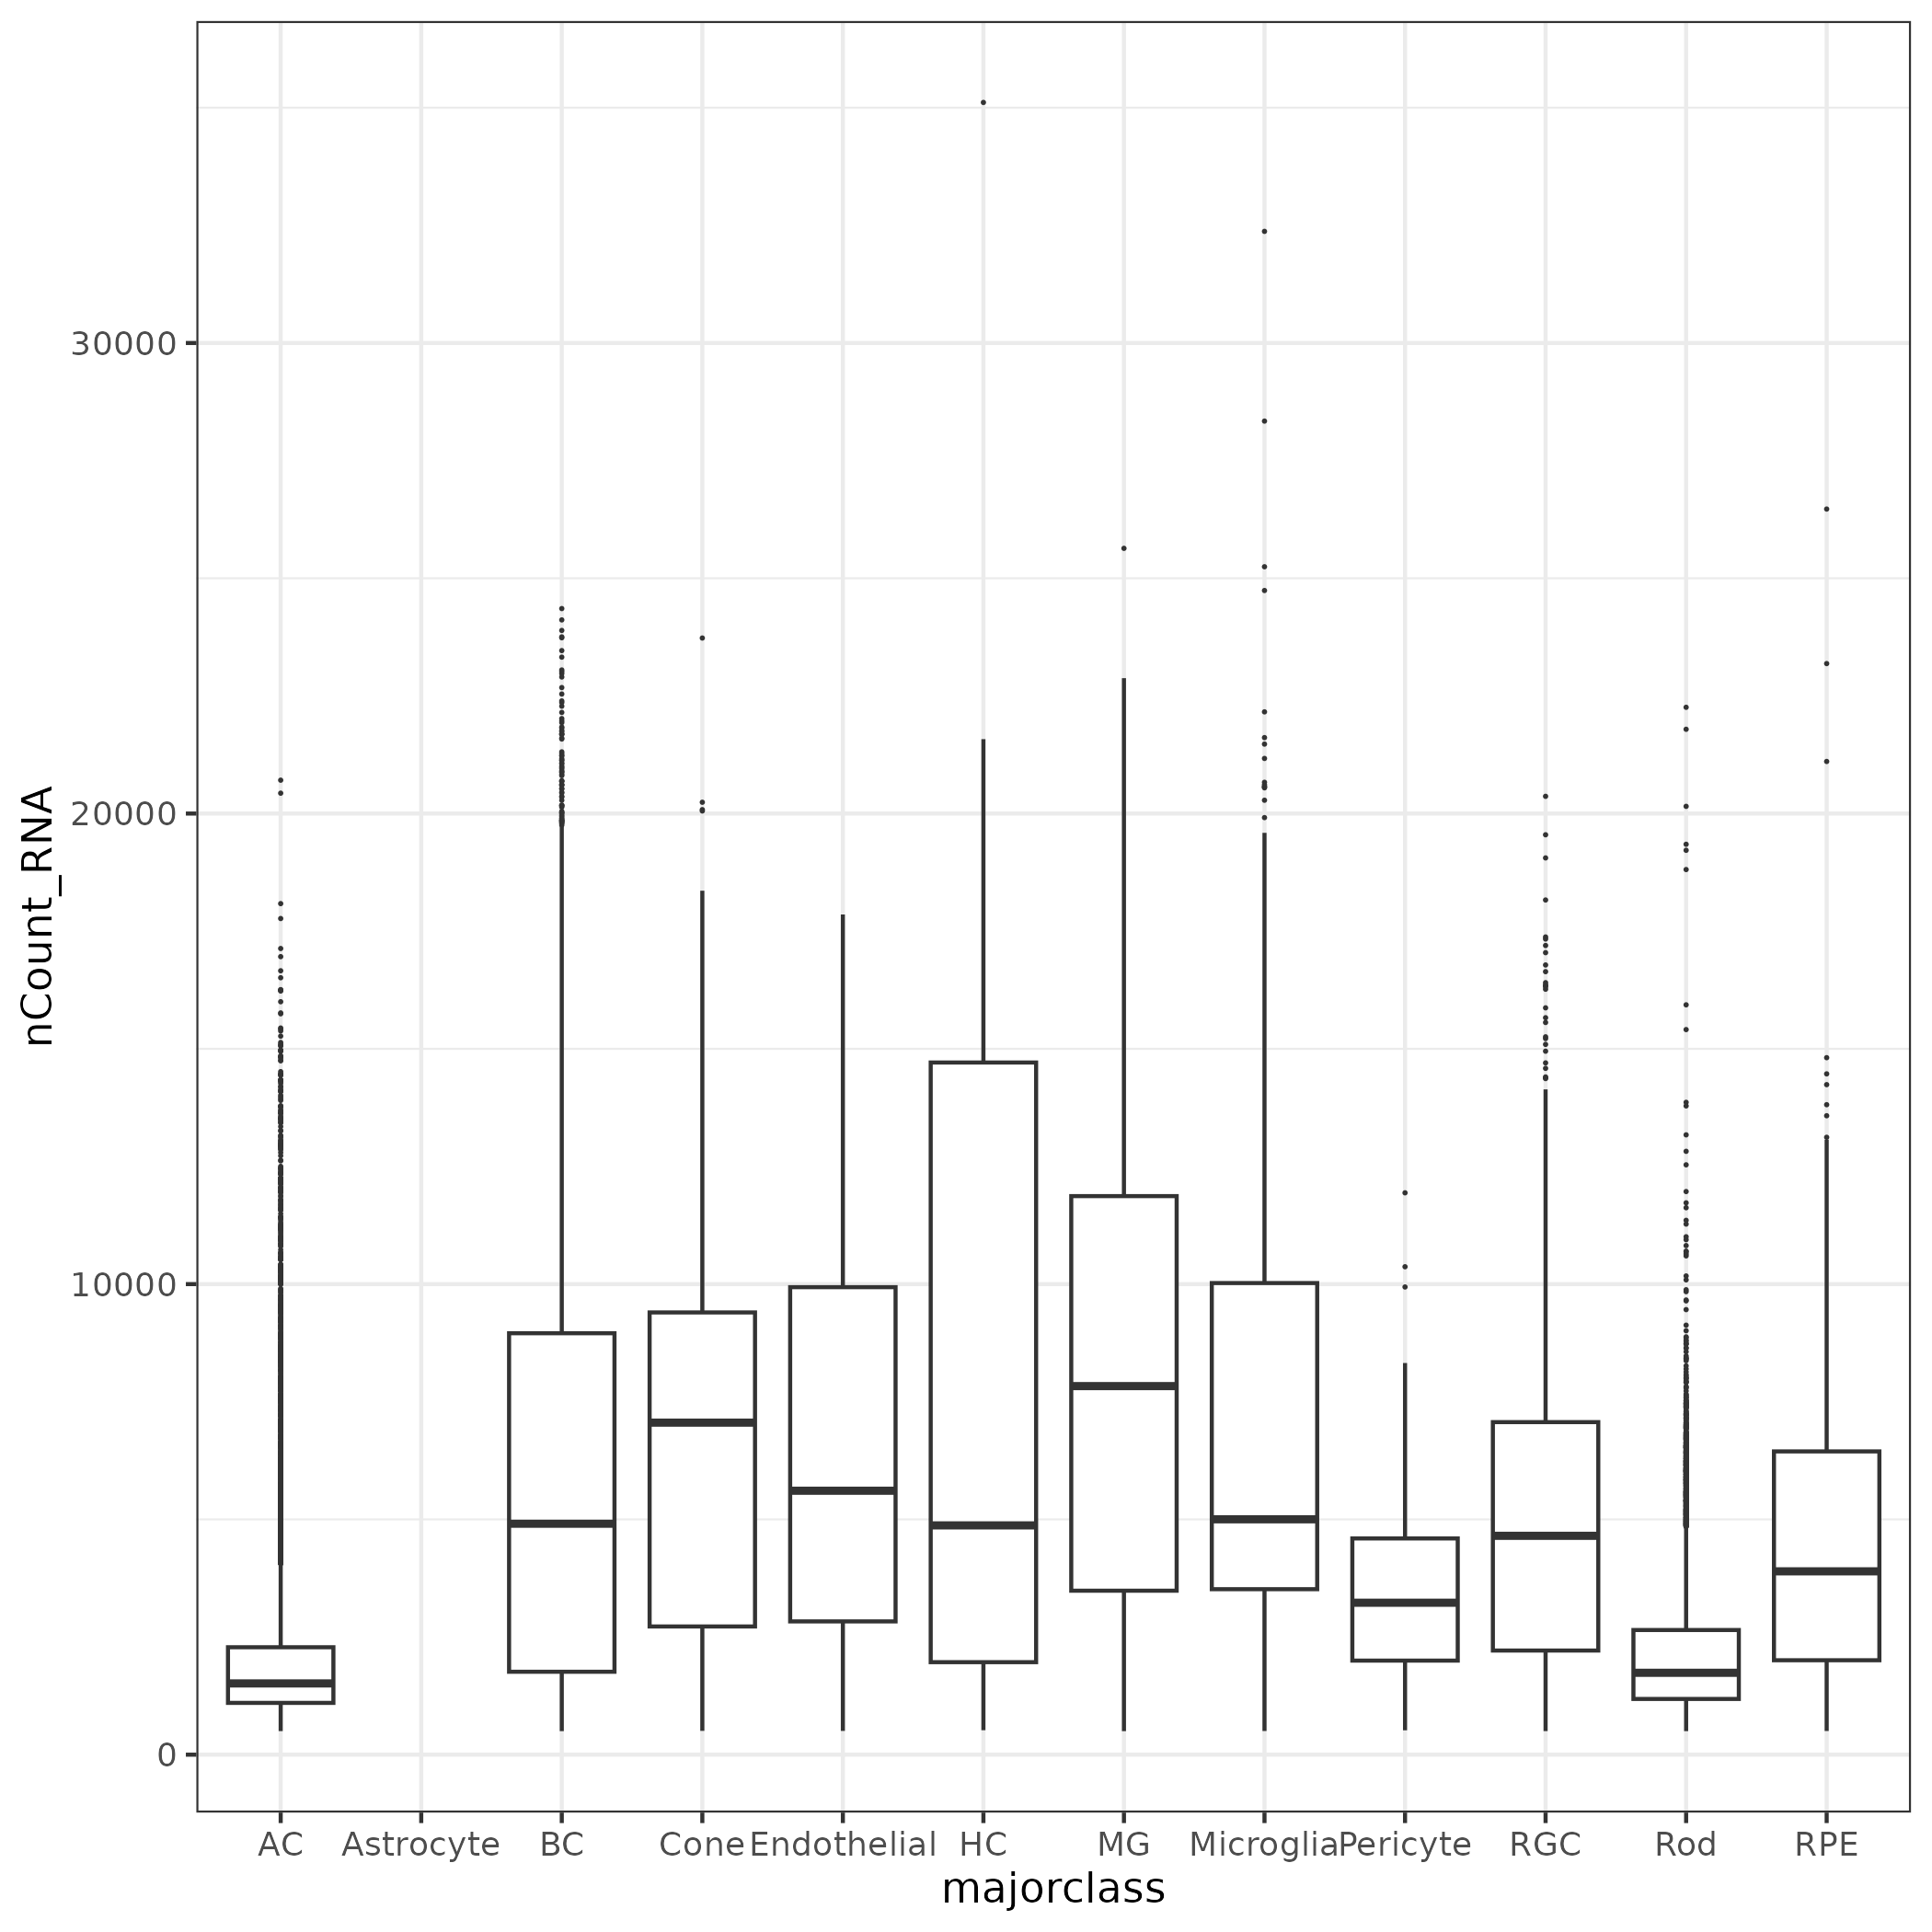 nCount_RNA
30000
20000
10000
0
AC Astrocyte BC Cone Endothelial HC MG Microglia Pericyte RGC Rod RPE
majorclass